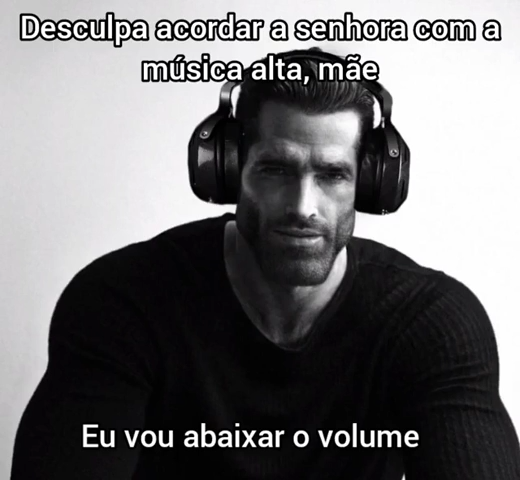 Desculpa acordar a senhora com a
música alta, mãe
Eu vou abaixar o volume